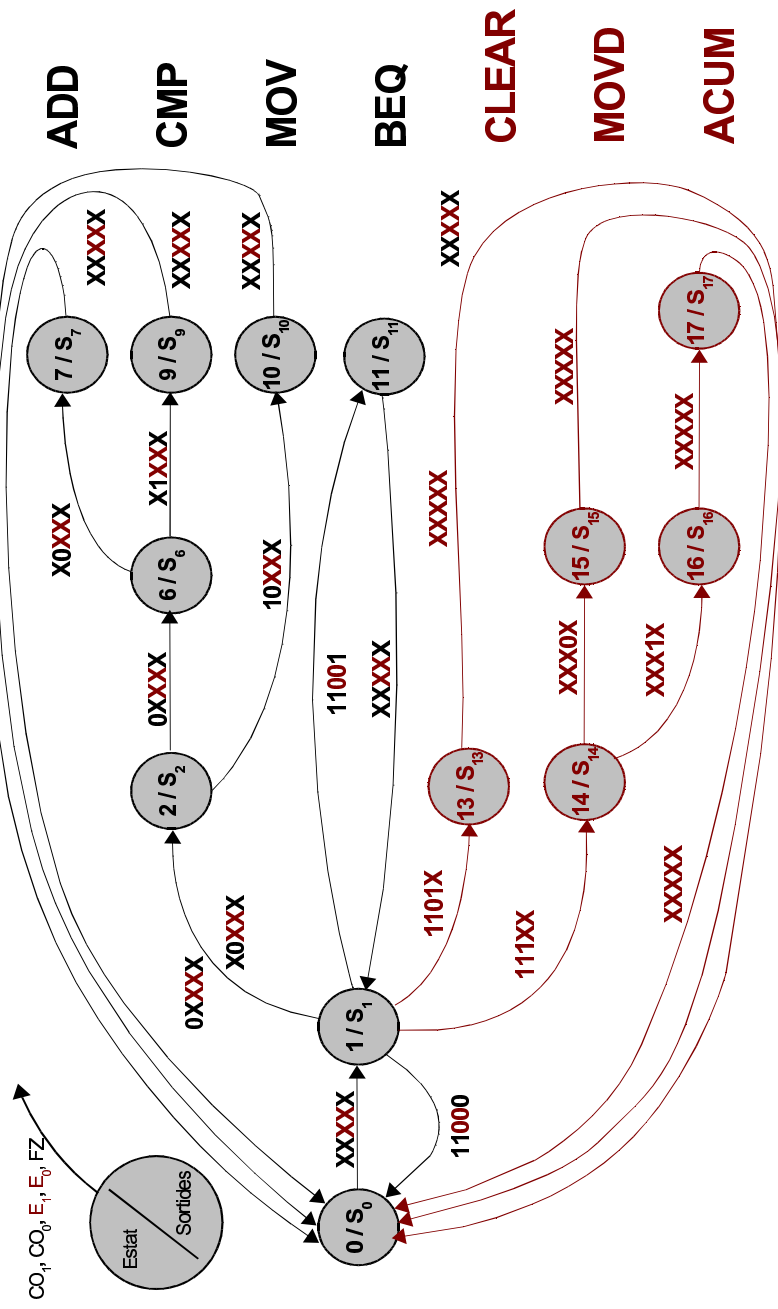 CO₁, CO₀, E₁, E₀, FZ
Estat
Sortides
0 / S₀
XXXXX
11000
1 / S₁
0XXXX
X0XXX
1101X
111XX
XXXXX
2 / S₂
13 / S₁₃
14 / S₁₄
0XXXX
10XXX
11001
XXXXX
XXX0X
XXX1X
6 / S₆
15 / S₁₅
16 / S₁₆
X0XXX
X1XXX
XXXXX
XXXXX
XXXXX
7 / S₇
9 / S₉
10 / S₁₀
11 / S₁₁
17 / S₁₇
XXXXX
XXXXX
XXXXX
XXXXX
ADD
CMP
MOV
BEQ
CLEAR
MOVD
ACUM